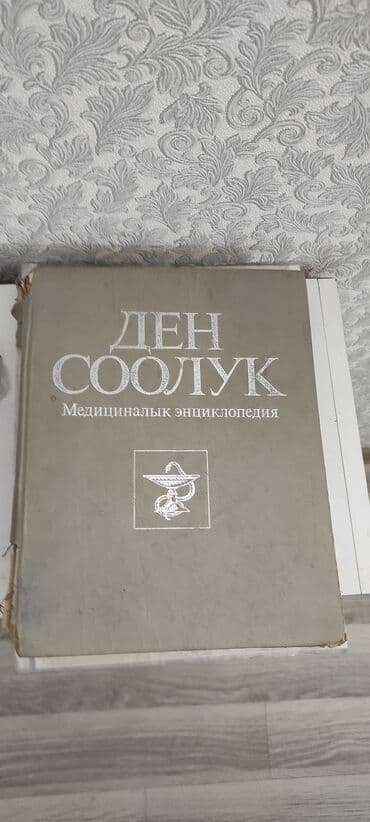 ДЕН
СООЛУК
Медициналык энциклопедия